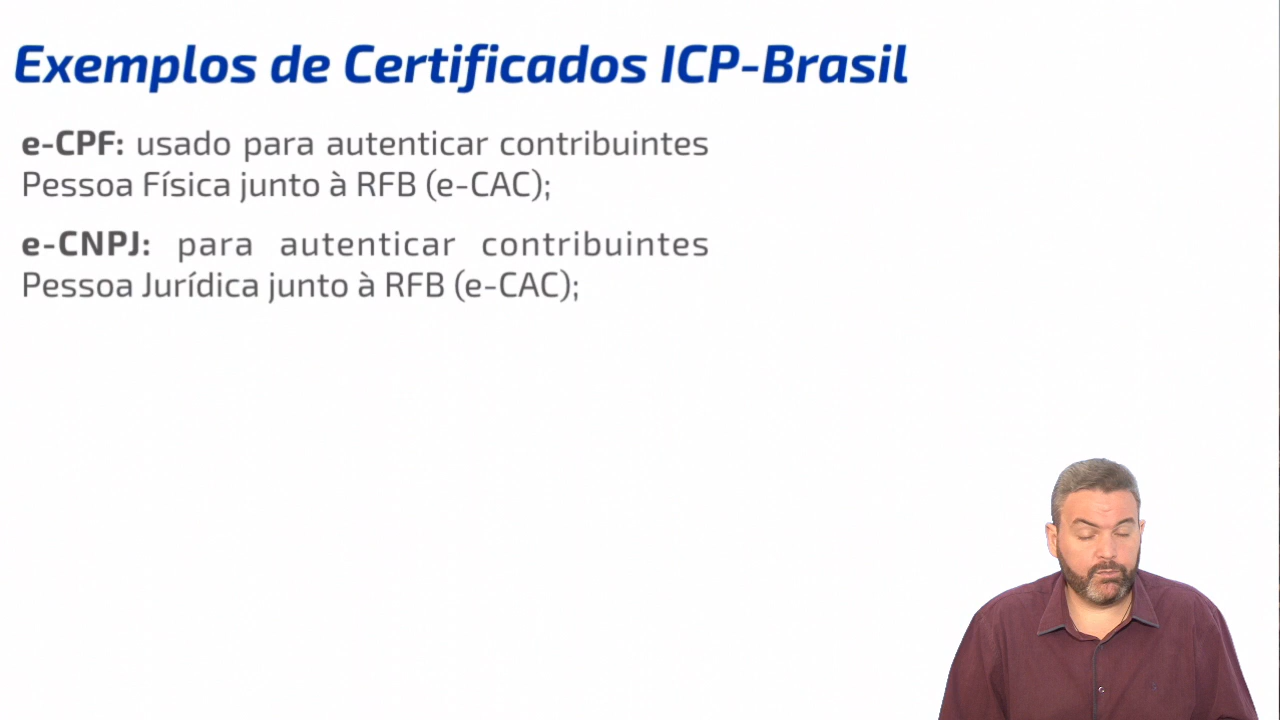 Exemplos de Certificados ICP-Brasil
e-CPF: usado para autenticar contribuintes
Pessoa Física junto à RFB (e-CAC);
e-CNPJ: para autenticar contribuintes
Pessoa Jurídica junto à RFB (e-CAC);